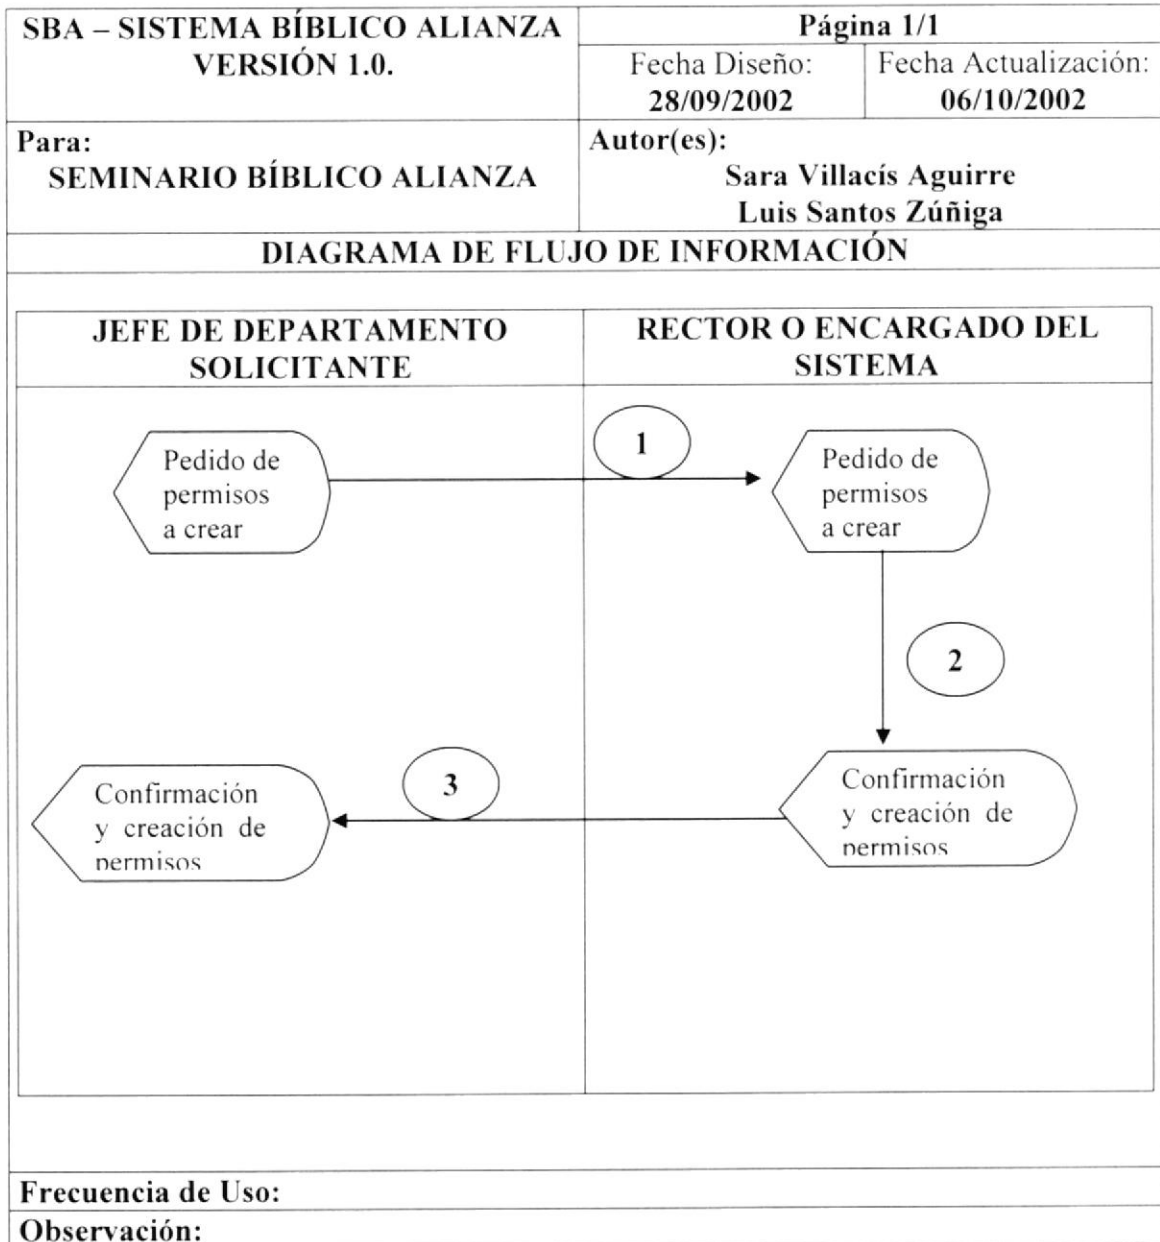 SBA – SISTEMA BÍBLICO ALIANZA
VERSIÓN 1.0.
Página 1/1
Fecha Diseño:
28/09/2002
Fecha Actualización:
06/10/2002
Para:
SEMINARIO BÍBLICO ALIANZA
Autor(es):
Sara Villacís Aguirre
Luis Santos Zúñiga
DIAGRAMA DE FLUJO DE INFORMACIÓN
JEFE DE DEPARTAMENTO
SOLICITANTE
RECTOR O ENCARGADO DEL
SISTEMA
Pedido de
permisos
a crear
1
Pedido de
permisos
a crear
2
Confirmación
y creación de
permisos
3
Confirmación
y creación de
permisos
Frecuencia de Uso:
Observación: